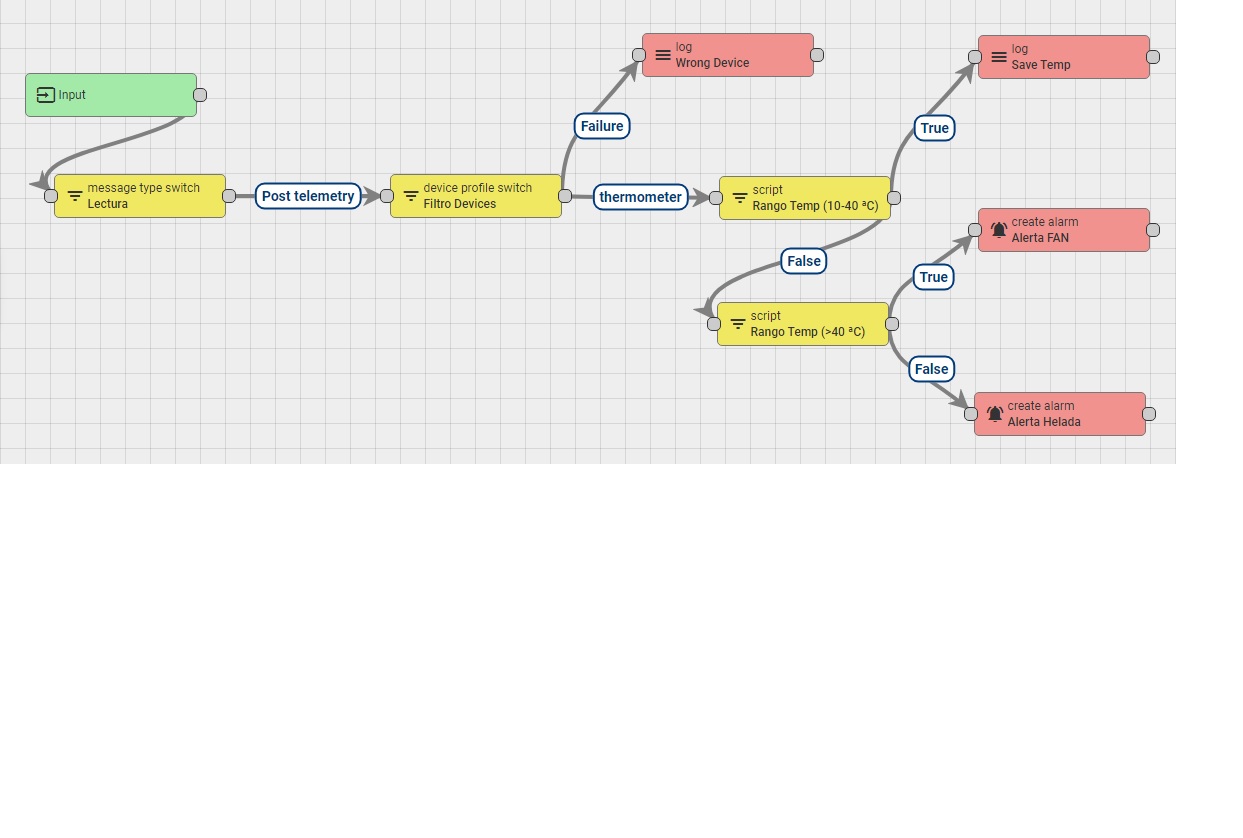 Input
message type switch
Lectura
Post telemetry
device profile switch
Filtro Devices
Failure
log
Wrong Device
thermometer
script
Rango Temp (10-40 ªC)
True
log
Save Temp
False
script
Rango Temp (>40 ªC)
True
create alarm
Alerta FAN
False
create alarm
Alerta Helada